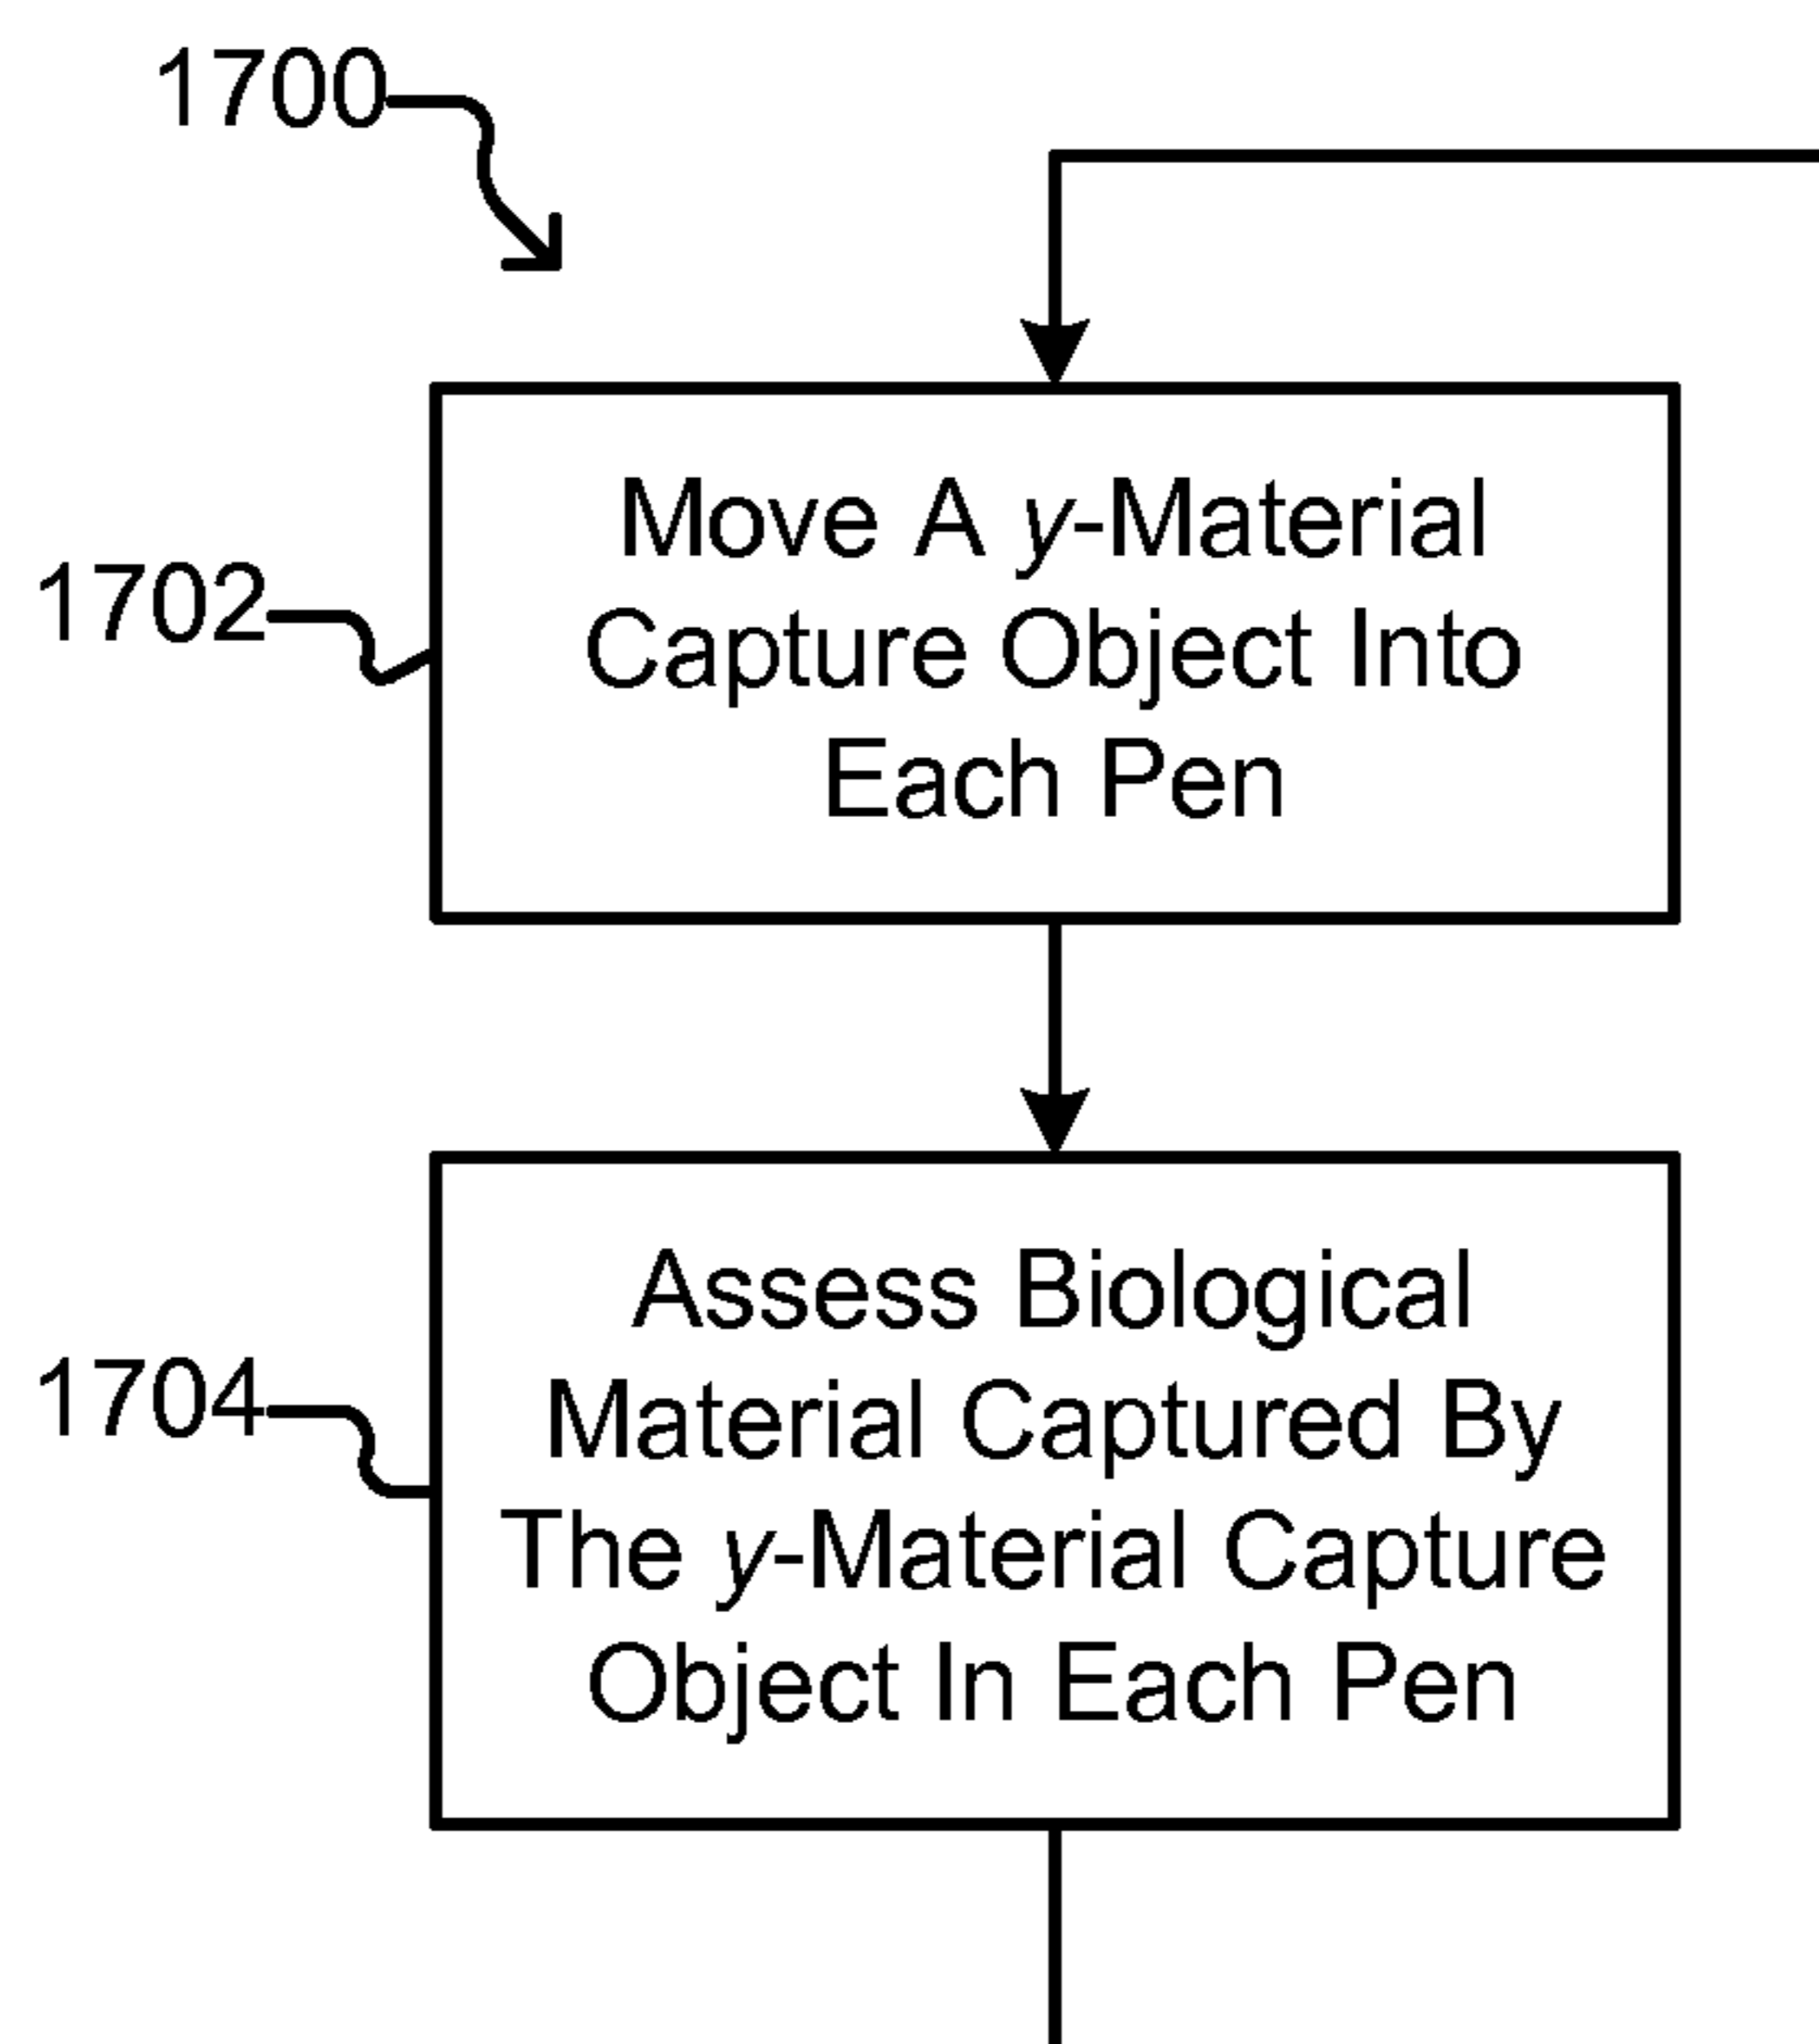 1700
1702
Move A y-Material
Capture Object Into
Each Pen
1704
Assess Biological
Material Captured By
The y-Material Capture
Object In Each Pen